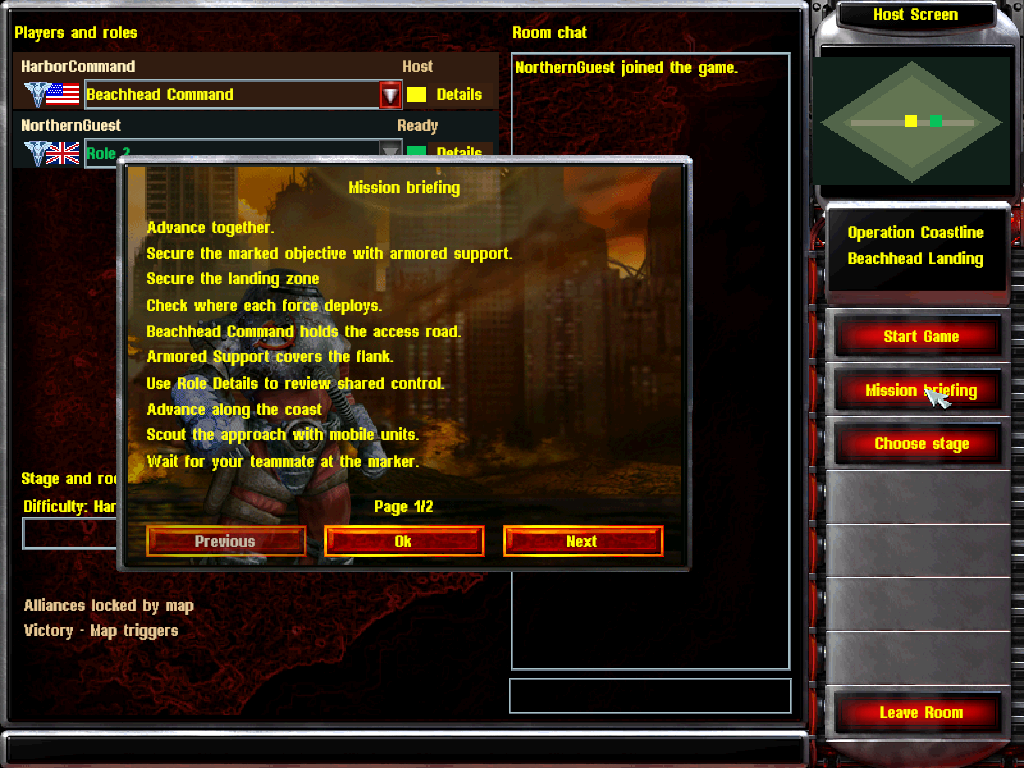 Host Screen
Players and roles
Room chat
HarborCommand
Host
Beachhead Command
Details
NorthernGuest joined the game.
NorthernGuest
Ready
Role 2
Details
Mission briefing
Advance together.
Secure the marked objective with armored support.
Secure the landing zone
Check where each force deploys.
Beachhead Command holds the access road.
Armored Support covers the flank.
Use Role Details to review shared control.
Advance along the coast
Scout the approach with mobile units.
Wait for your teammate at the marker.
Page 1/2
Previous
Ok
Next
Stage and
Difficulty:
Alliances locked by map
Victory - Map triggers
Operation Coastline
Beachhead Landing
Start Game
Mission briefing
Choose stage
Leave Room